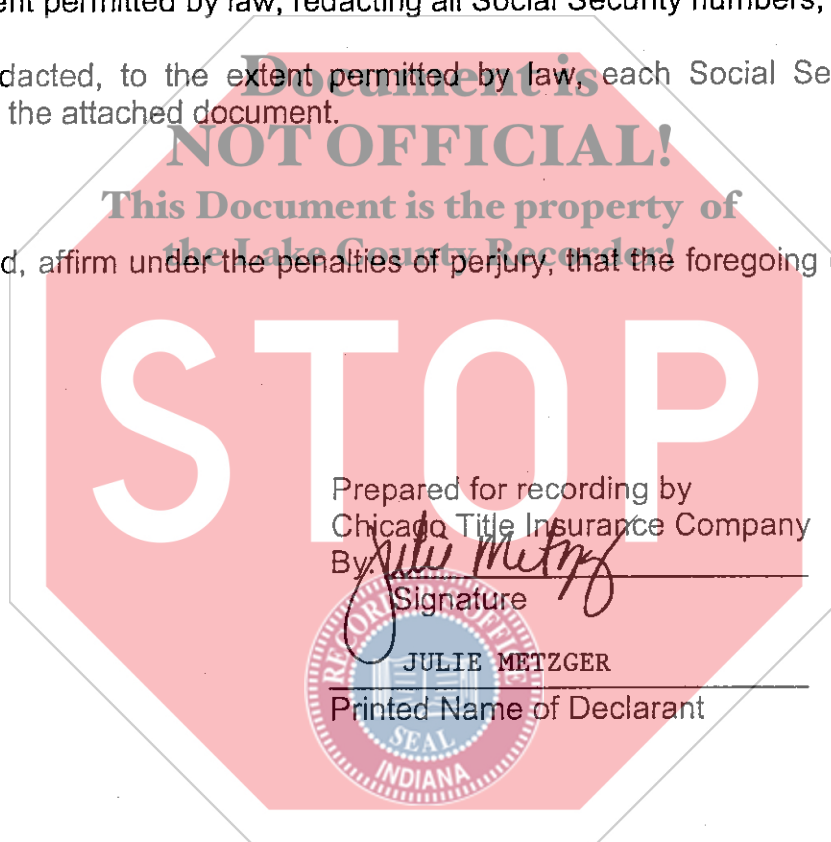 ent permitted by law, redacting all Social Security numbers;
dacted, to the extent permitted by law, each Social Se
the attached document.
Document is
NOT OFFICIAL!
This Document is the property of
the Lake County Recorder!
d, affirm under the penalties of perjury, that the foregoing
STOP
Prepared for recording by
Chicago Title Insurance Company
By: Julie Metzger
Signature
JULIE METZGER
Printed Name of Declarant
RECORDER'S OFFICE
SEAL
INDIANA